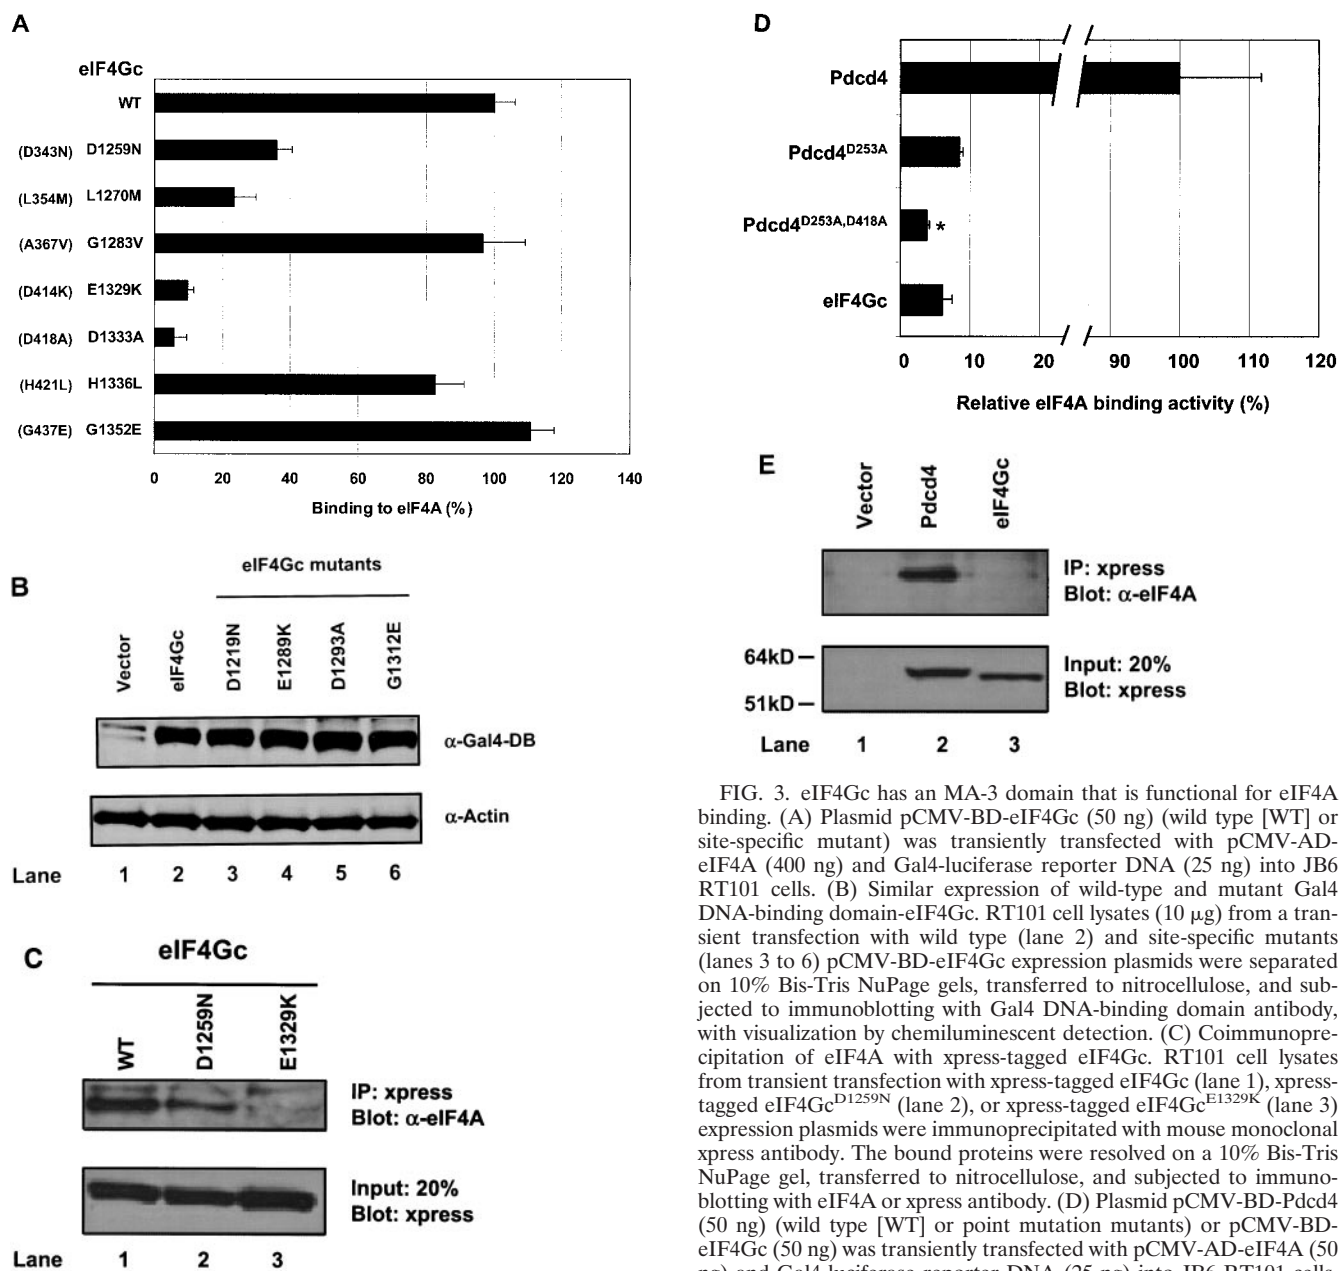 A
eIF4Gc
WT
(D343N) D1259N
(L354M) L1270M
(A367V) G1283V
(D414K) E1329K
(D418A) D1333A
(H421L) H1336L
(G437E) G1352E
0 20 40 60 80 100 120 140
Binding to eIF4A (%)
B
eIF4Gc mutants
Vector eIF4Gc D1219N E1289K D1293A G1312E
α-Gal4-DB
α-Actin
Lane 1 2 3 4 5 6
C
eIF4Gc
WT D1259N E1329K
IP: xpress
Blot: α-eIF4A
Input: 20%
Blot: xpress
Lane 1 2 3
D
Pdcd4
Pdcd4D253A
Pdcd4D253A,D418A *
eIF4Gc
0 10 20 90 100 110 120
Relative eIF4A binding activity (%)
E
Vector Pdcd4 eIF4Gc
IP: xpress
Blot: α-eIF4A
64kD
51kD
Input: 20%
Blot: xpress
Lane 1 2 3
FIG. 3. eIF4Gc has an MA-3 domain that is functional for eIF4A
binding. (A) Plasmid pCMV-BD-eIF4Gc (50 ng) (wild type [WT] or
site-specific mutant) was transiently transfected with pCMV-AD-
eIF4A (400 ng) and Gal4-luciferase reporter DNA (25 ng) into JB6
RT101 cells. (B) Similar expression of wild-type and mutant Gal4
DNA-binding domain-eIF4Gc. RT101 cell lysates (10 μg) from a tran-
sient transfection with wild type (lane 2) and site-specific mutants
(lanes 3 to 6) pCMV-BD-eIF4Gc expression plasmids were separated
on 10% Bis-Tris NuPage gels, transferred to nitrocellulose, and sub-
jected to immunoblotting with Gal4 DNA-binding domain antibody,
with visualization by chemiluminescent detection. (C) Coimmunopre-
cipitation of eIF4A with xpress-tagged eIF4Gc. RT101 cell lysates
from transient transfection with xpress-tagged eIF4Gc (lane 1), xpress-
tagged eIF4GcD1259N (lane 2), or xpress-tagged eIF4GcE1329K (lane 3)
expression plasmids were immunoprecipitated with mouse monoclonal
xpress antibody. The bound proteins were resolved on a 10% Bis-Tris
NuPage gel, transferred to nitrocellulose, and subjected to immuno-
blotting with eIF4A or xpress antibody. (D) Plasmid pCMV-BD-Pdcd4
(50 ng) (wild type [WT] or point mutation mutants) or pCMV-BD-
eIF4Gc (50 ng) was transiently transfected with pCMV-AD-eIF4A (50
ng) and Gal4-luciferase reporter DNA (25 ng) into JB6 RT101 cells.